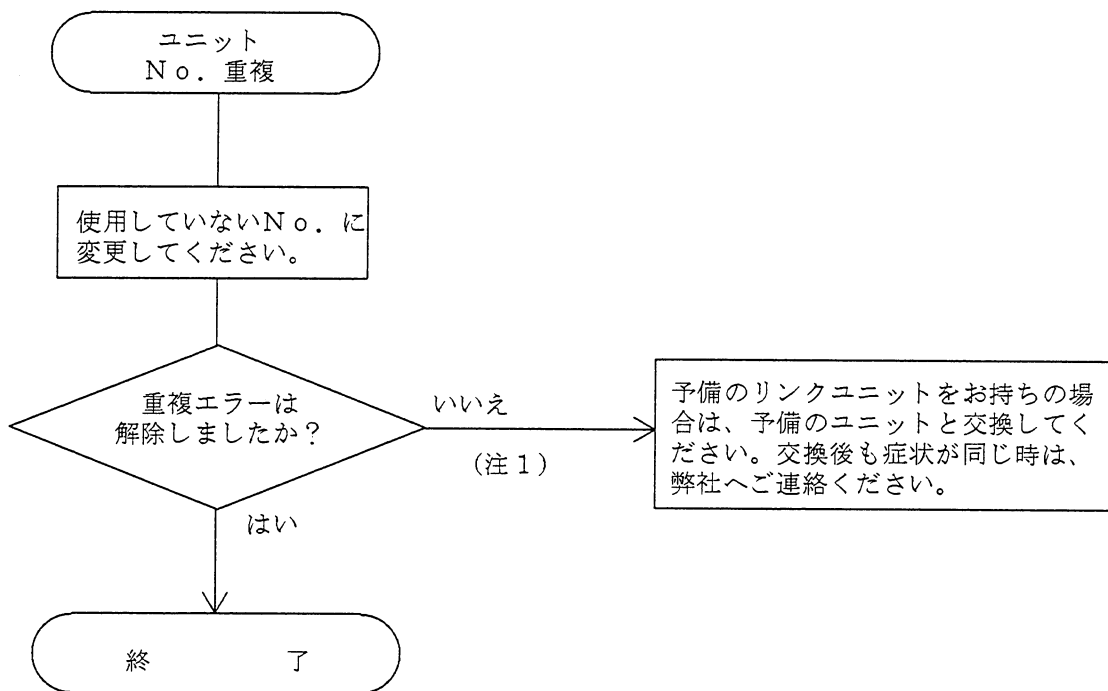 ユニット
Ｎｏ．重複
使用していないＮｏ．に
変更してください。
重複エラーは
解除しましたか？
いいえ
（注１）
予備のリンクユニットをお持ちの場
合は、予備のユニットと交換してく
ださい。交換後も症状が同じ時は、
弊社へご連絡ください。
はい
終　　　　了